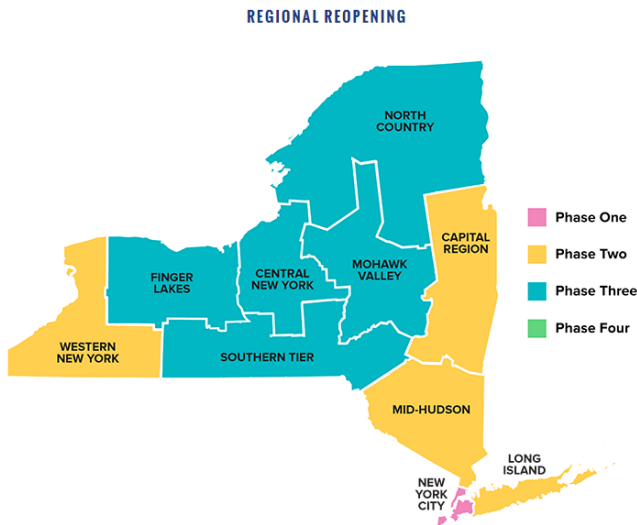 REGIONAL REOPENING
NORTH
COUNTRY
CAPITAL
REGION
Phase One
Phase Two
Phase Three
Phase Four
FINGER
LAKES
CENTRAL
NEW YORK
MOHAWK
VALLEY
WESTERN
NEW YORK
SOUTHERN TIER
MID-HUDSON
LONG
ISLAND
NEW
YORK
CITY